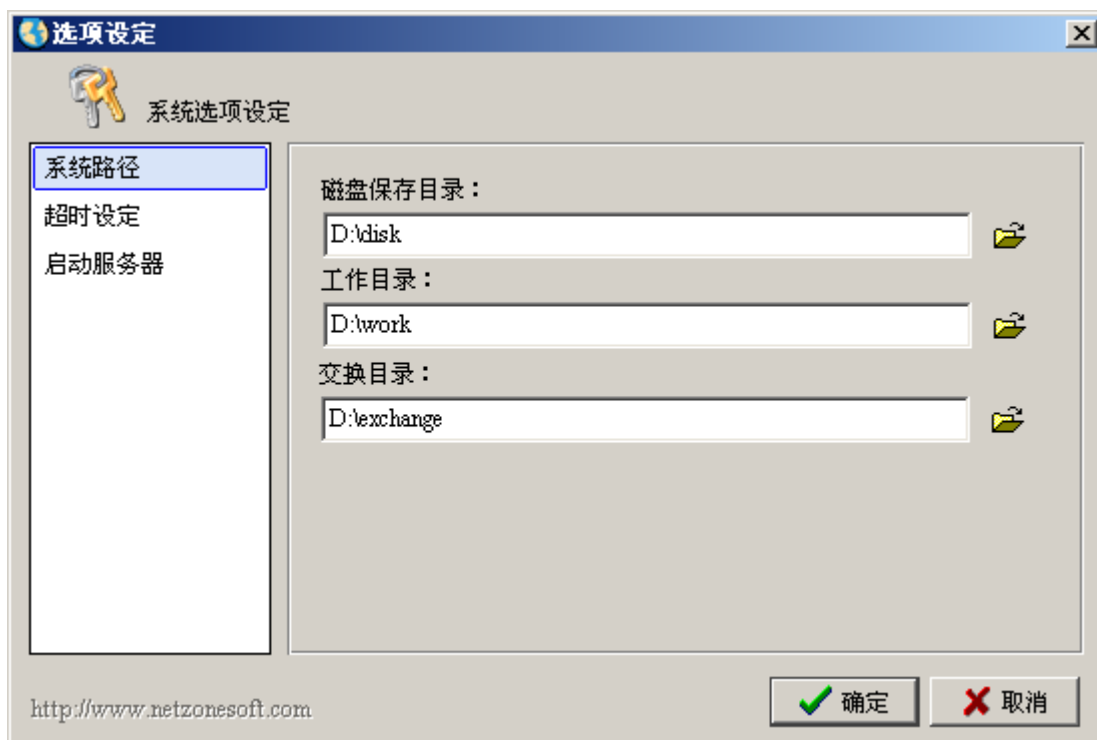 选项设定
系统选项设定
系统路径
超时设定
启动服务器
磁盘保存目录：
D:\disk
工作目录：
D:\work
交换目录：
D:\exchange
http://www.netzonesoft.com
确定
取消